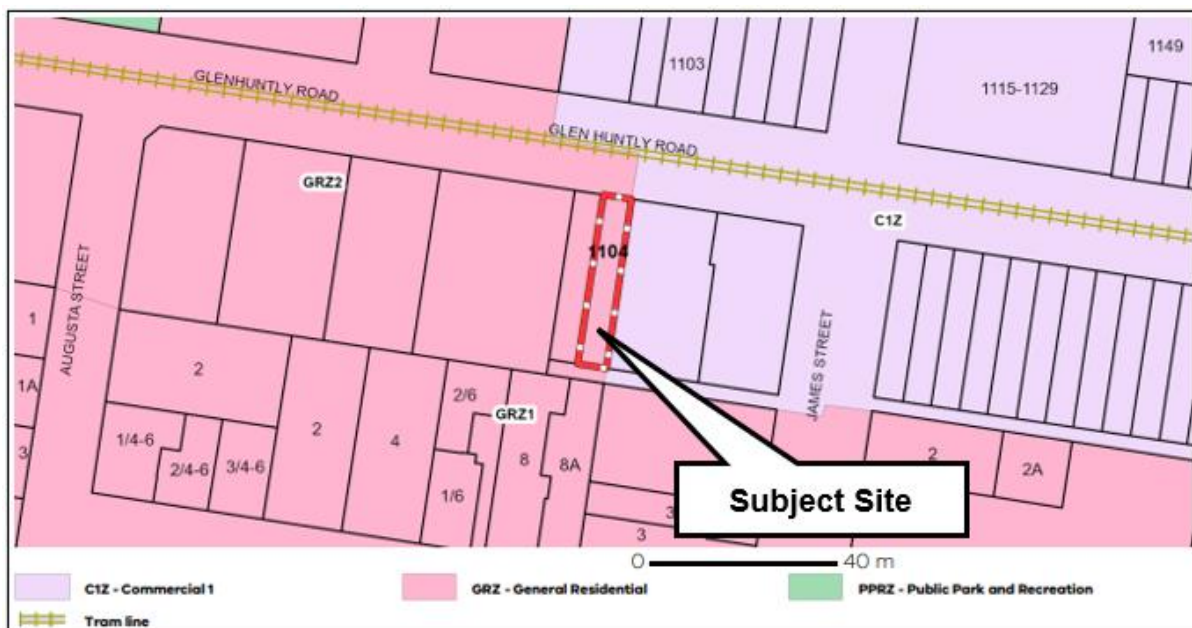 1149
1103
1115-1129
GLENHUNTLY ROAD
GLEN HUNTLY ROAD
GRZ2
C1Z
1104
AUGUSTA STREET
JAMES STREET
1
2
2/6
GRZ1
1A
2
4
8
8A
2
2A
1/4-6
2/4-6
3/4-6
1/6
3
3
Subject Site
0 40 m
C1Z - Commercial 1
GRZ - General Residential
PPRZ - Public Park and Recreation
Tram line